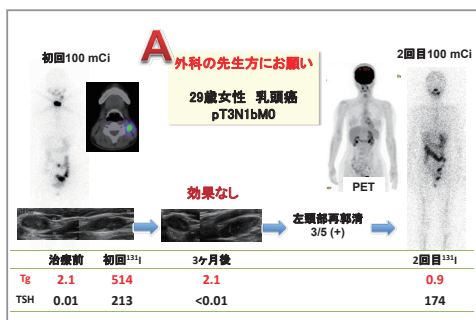 初回100 mCi
A
外科の先生方にお願い
29歳女性 乳頭癌
pT3N1bM0
2回目100 mCi
PET
効果なし
左頸部再郭清
3/5 (+)
治療前 初回¹³¹I 3ヶ月後 2回目¹³¹I
Tg 2.1 514 2.1 0.9
TSH 0.01 213 <0.01 174